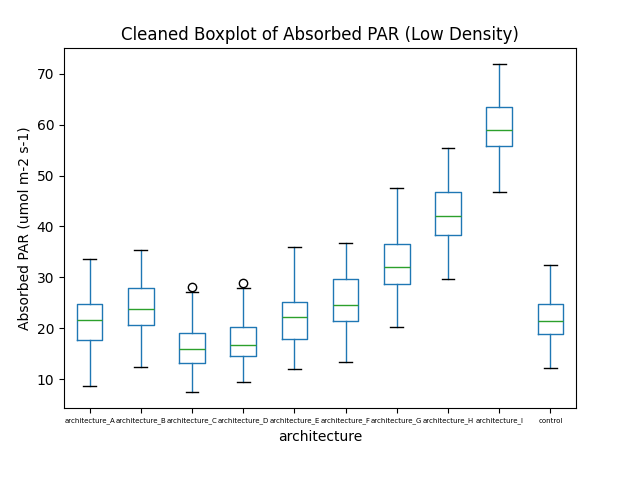 Cleaned Boxplot of Absorbed PAR (Low Density)
Absorbed PAR (umol m-2 s-1)
70
60
50
40
30
20
10
architecture_A architecture_B architecture_C architecture_D architecture_E architecture_F architecture_G architecture_H architecture_I control
architecture